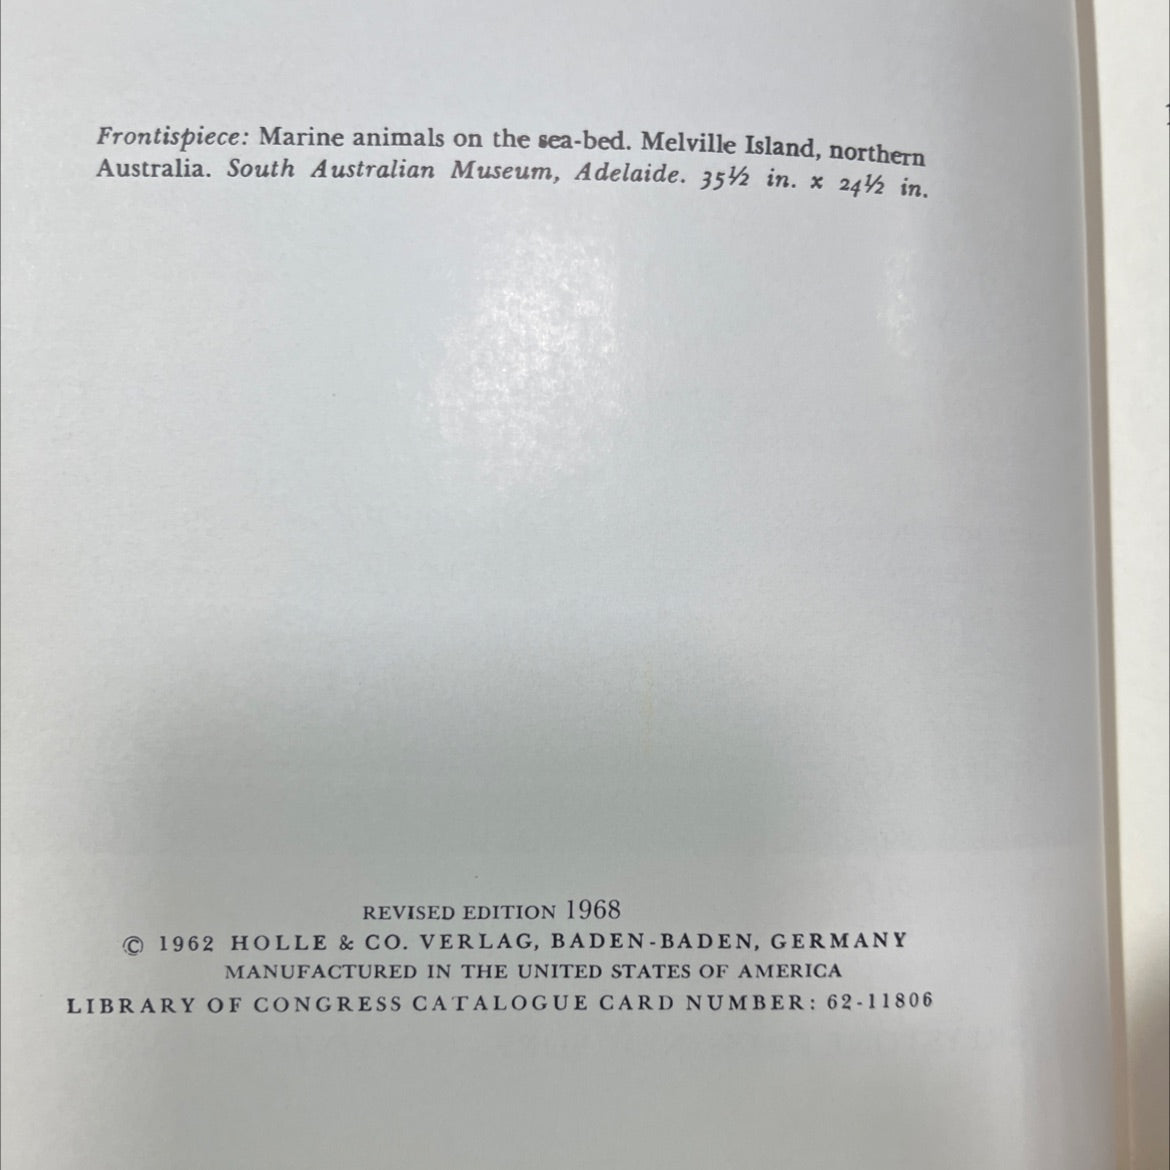 Frontispiece: Marine animals on the sea-bed. Melville Island, northern
Australia. South Australian Museum, Adelaide. 35½ in. x 24½ in.
REVISED EDITION 1968
© 1962 HOLLE & CO. VERLAG, BADEN-BADEN, GERMANY
MANUFACTURED IN THE UNITED STATES OF AMERICA
LIBRARY OF CONGRESS CATALOGUE CARD NUMBER: 62-11806